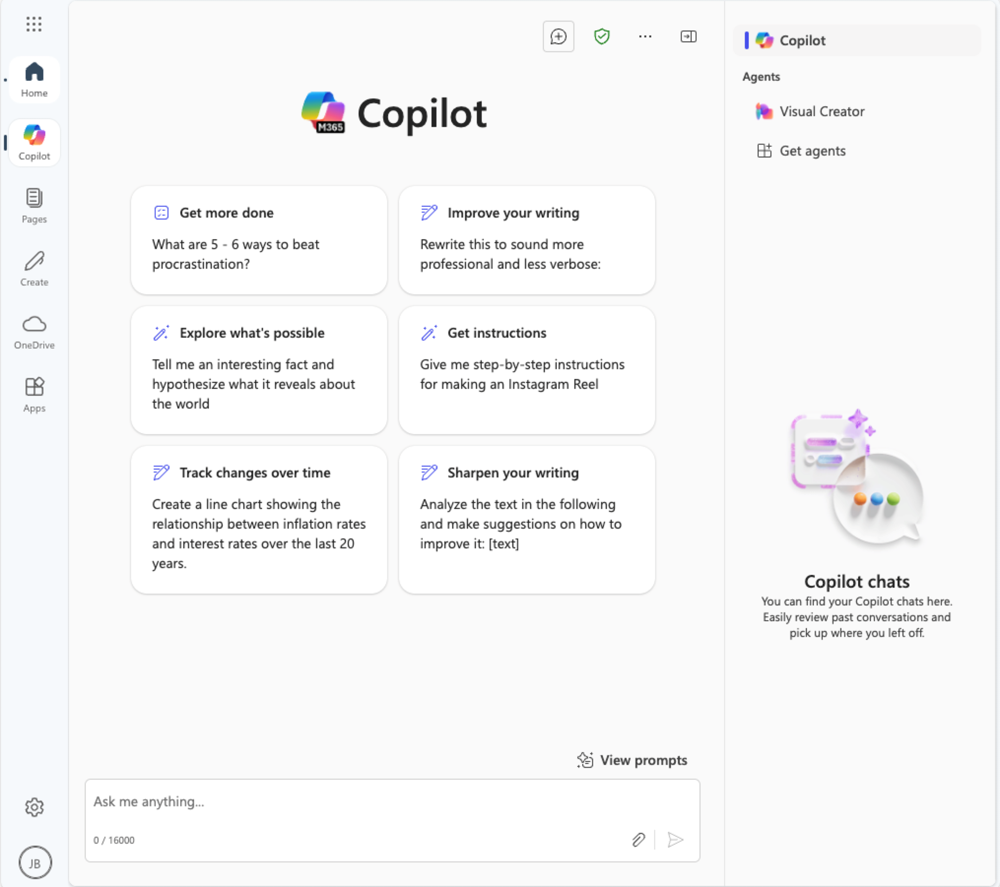 Home
Copilot
Pages
Create
OneDrive
Apps
JB
M365
Copilot
Get more done
What are 5 - 6 ways to beat
procrastination?
Improve your writing
Rewrite this to sound more
professional and less verbose:
Explore what's possible
Tell me an interesting fact and
hypothesize what it reveals about
the world
Get instructions
Give me step-by-step instructions
for making an Instagram Reel
Track changes over time
Create a line chart showing the
relationship between inflation rates
and interest rates over the last 20
years.
Sharpen your writing
Analyze the text in the following
and make suggestions on how to
improve it: [text]
View prompts
Ask me anything...
0 / 16000
Copilot
Agents
Visual Creator
Get agents
Copilot chats
You can find your Copilot chats here.
Easily review past conversations and
pick up where you left off.